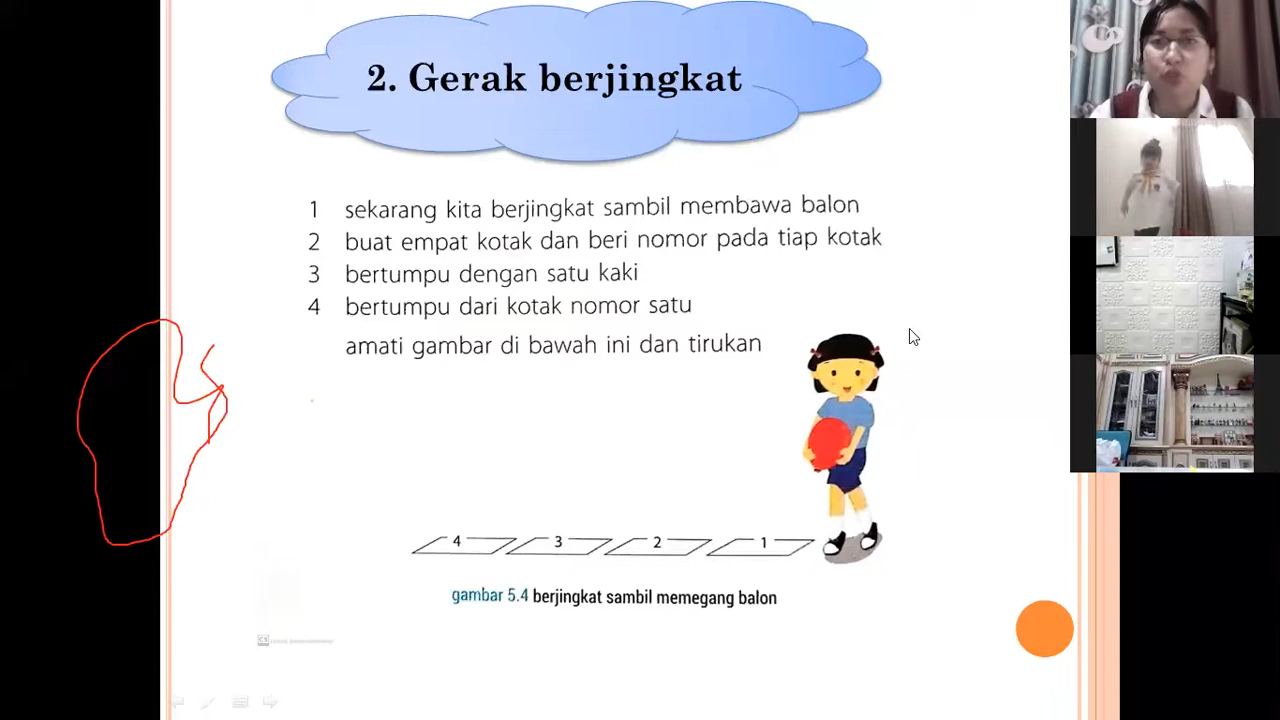 2. Gerak berjingkat
1 sekarang kita berjingkat sambil membawa balon
2 buat empat kotak dan beri nomor pada tiap kotak
3 bertumpu dengan satu kaki
4 bertumpu dari kotak nomor satu
amati gambar di bawah ini dan tirukan
4 3 2 1
gambar 5.4 berjingkat sambil memegang balon
CS